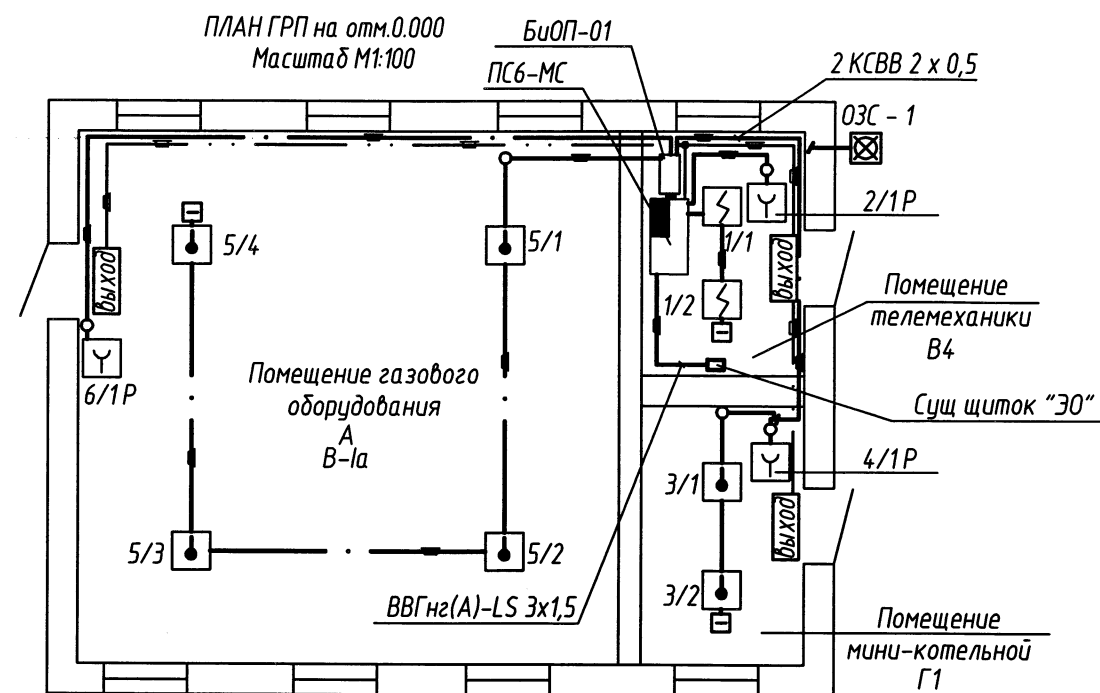 ПЛАН ГРП на отм.0.000
Масштаб М1:100
БиОП-01
ПС6-МС
2 КСВВ 2 x 0,5
ОЗС - 1
2/1Р
5/4
5/1
1/1
ВЫХОД
ВЫХОД
1/2
Помещение
телемеханики
В4
6/1Р
Помещение газового
оборудования
А
В-Iа
Сущ щиток "ЭО"
4/1Р
3/1
ВЫХОД
5/3
5/2
3/2
ВВГнг(А)-LS 3x1,5
Помещение
мини-котельной
Г1